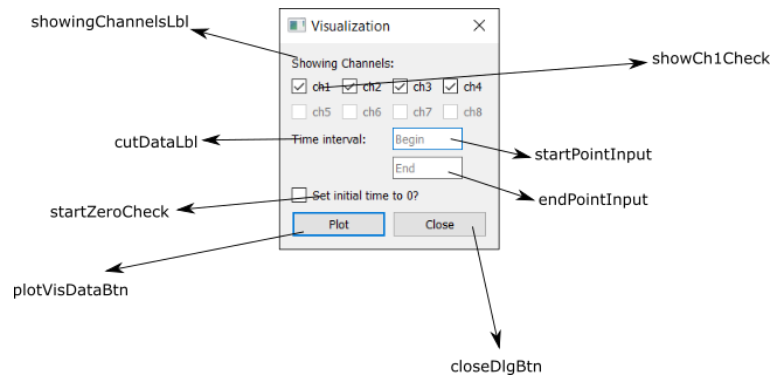 showingChannelsLbl
Visualization
Showing Channels:
showCh1Check
ch1 ch2 ch3 ch4
ch5 ch6 ch7 ch8
cutDataLbl
Time interval: Begin
startPointInput
End
endPointInput
Set initial time to 0?
startZeroCheck
Plot Close
plotVisDataBtn
closeDlgBtn